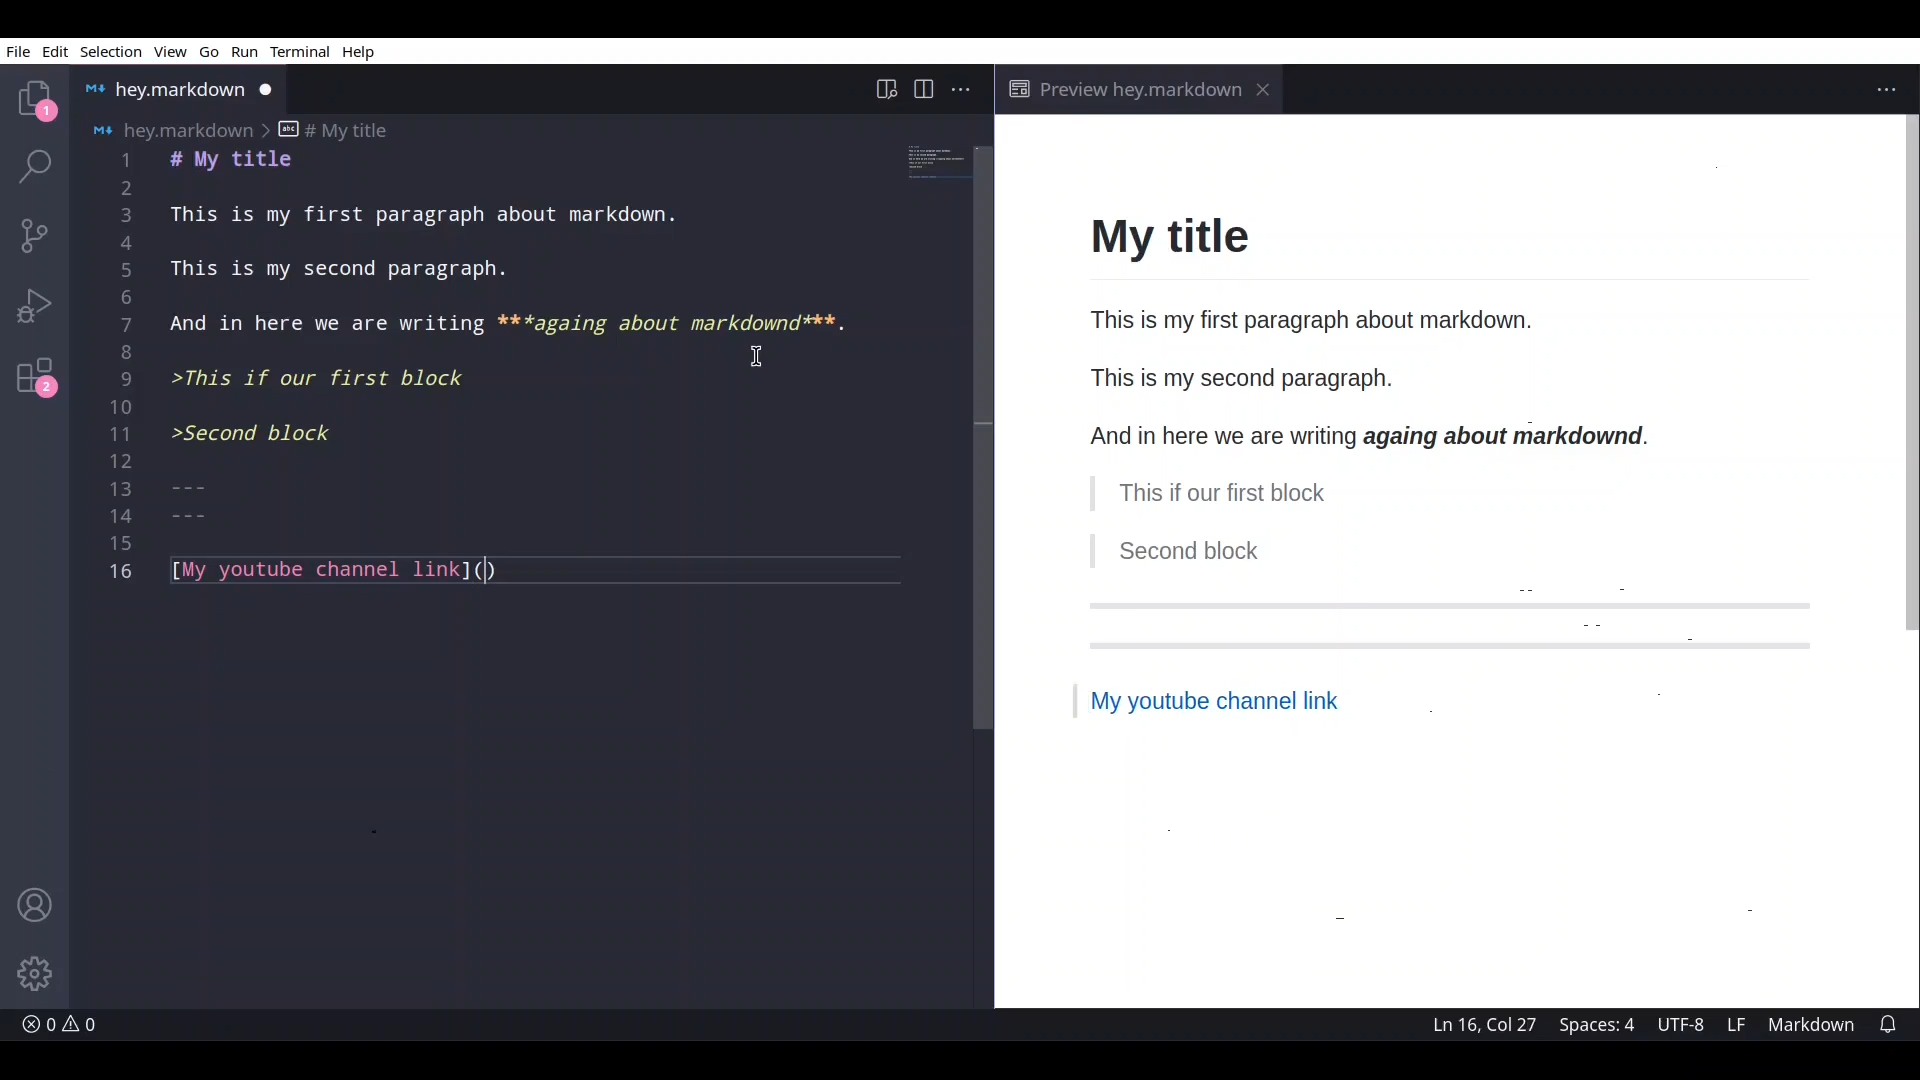 File Edit Selection View Go Run Terminal Help
hey.markdown
Preview hey.markdown
hey.markdown > # My title
1 # My title
2
3 This is my first paragraph about markdown.
4
5 This is my second paragraph.
6
7 And in here we are writing ***againg about markdownd***.
8
9 >This if our first block
10
11 >Second block
12
13 ---
14 ---
15
16 [My youtube channel link]()
1
2
My title
This is my first paragraph about markdown.
This is my second paragraph.
And in here we are writing againg about markdownd.
This if our first block
Second block
My youtube channel link
0 0
Ln 16, Col 27 Spaces: 4 UTF-8 LF Markdown